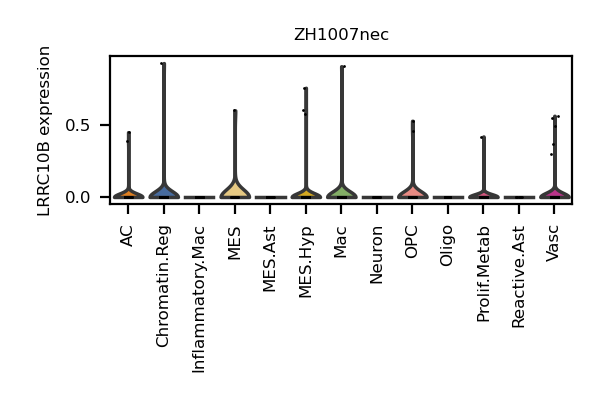 ZH1007nec
LRRC10B expression
0.5
0.0
AC
Chromatin.Reg
Inflammatory.Mac
MES
MES.Ast
MES.Hyp
Mac
Neuron
OPC
Oligo
Prolif.Metab
Reactive.Ast
Vasc